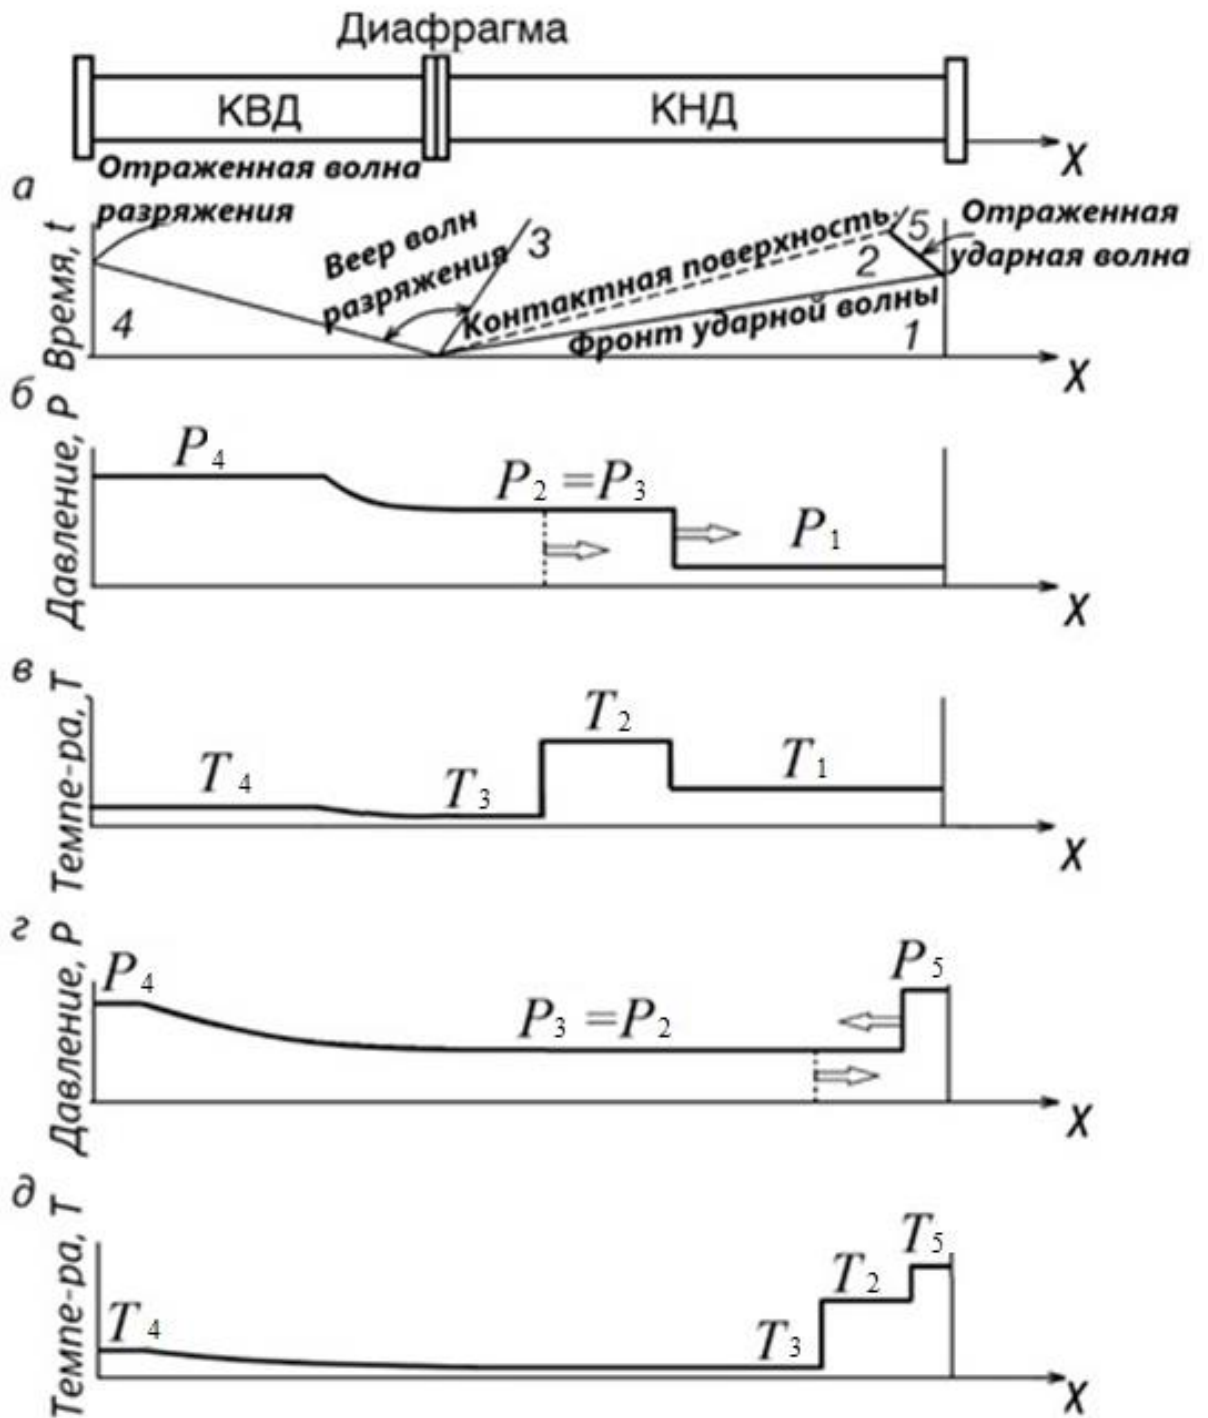 Диафрагма
КВД
КНД
X
а
Отраженная волна
разряжения
Время, t
Веер волн
разряжения
3
Контактная поверхность
5
Отраженная
ударная волна
2
Фронт ударной волны
4
1
X
б
Давление, P
P4
P2 = P3
P1
X
в
Темпе-ра, T
T4
T3
T2
T1
X
г
Давление, P
P4
P3 = P2
P5
X
д
Темпе-ра, T
T4
T3
T2
T5
X